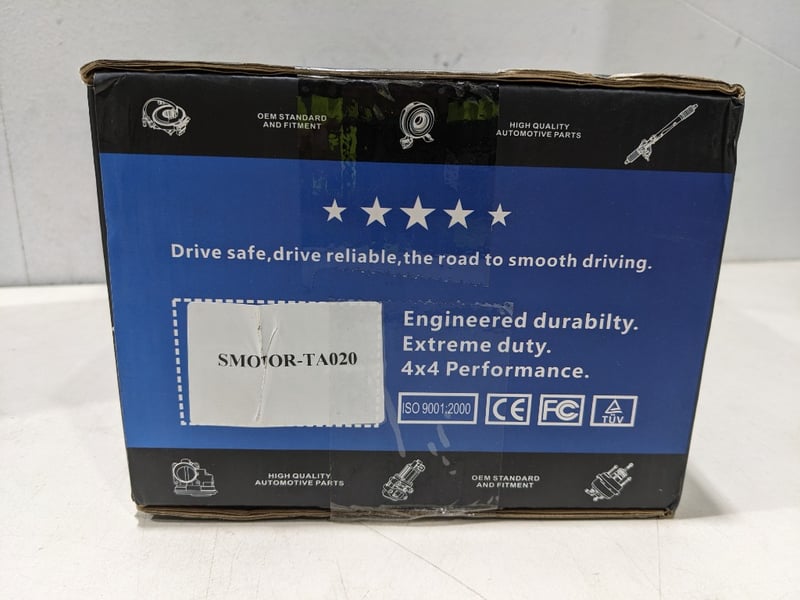 OEM STANDARD
AND FITMENT
HIGH QUALITY
AUTOMOTIVE PARTS
Drive safe,drive reliable,the road to smooth driving.
SMOTOR-TA020
Engineered durabilty.
Extreme duty.
4x4 Performance.
ISO 9001:2000
CE
FC
TÜV
HIGH QUALITY
AUTOMOTIVE PARTS
OEM STANDARD
AND FITMENT